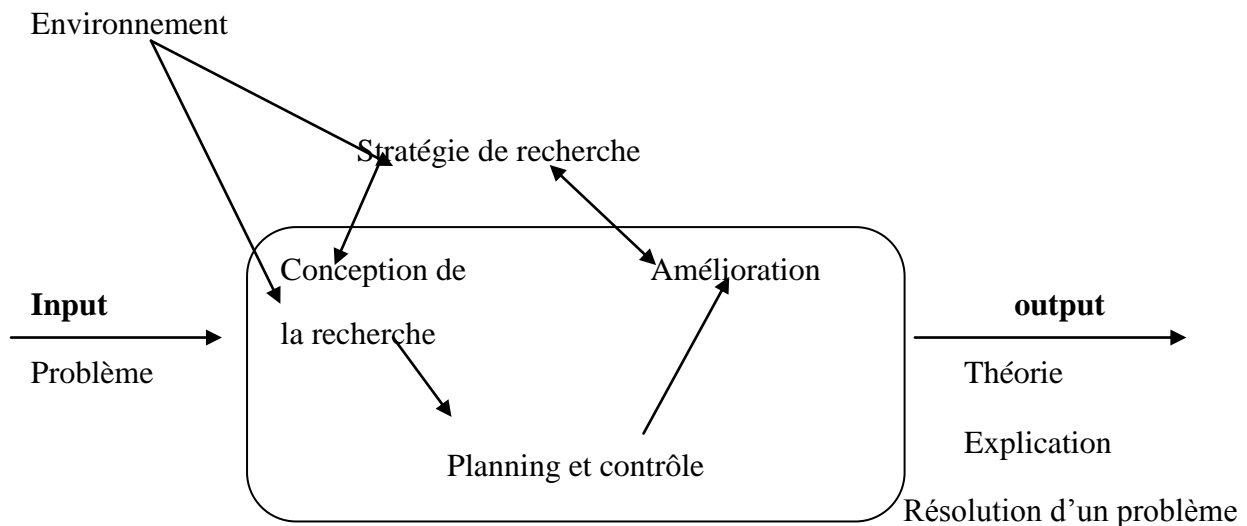 Environnement
Stratégie de recherche
Conception de
la recherche
Amélioration
Input
Problème
Planning et contrôle
output
Théorie
Explication
Résolution d’un problème